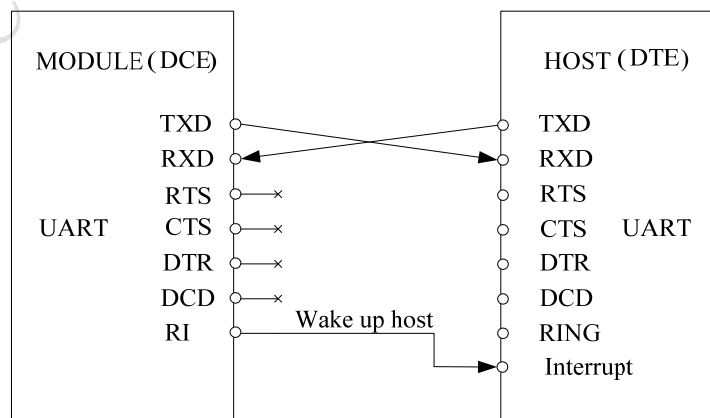 MODULE (DCE)
HOST (DTE)
TXD
TXD
RXD
RXD
RTS
RTS
UART
CTS
CTS
UART
DTR
DTR
DCD
DCD
RI
Wake up host
RING
Interrupt